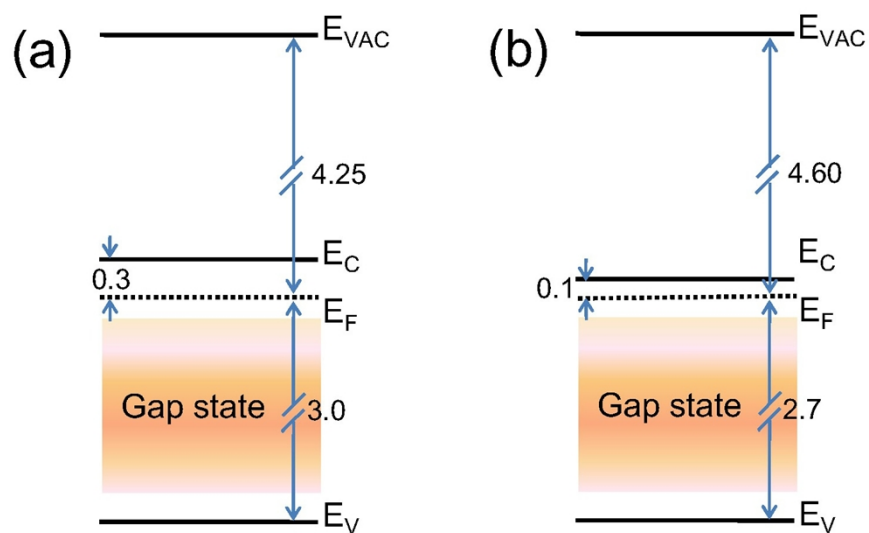 (a)
E_VAC
4.25
E_C
0.3
E_F
Gap state
3.0
E_V
(b)
E_VAC
4.60
E_C
0.1
E_F
Gap state
2.7
E_V